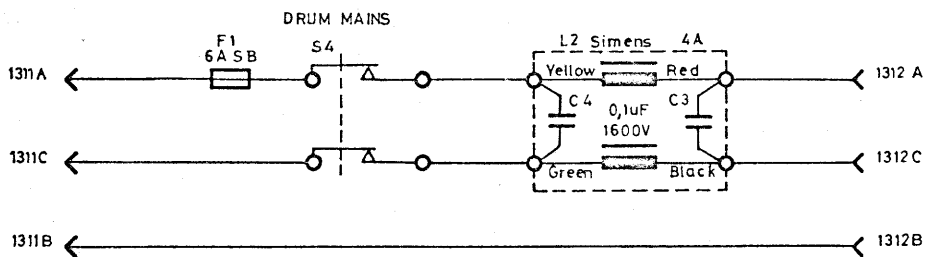 DRUM MAINS
F1
6A SB
S4
L2 Simens 4A
1311A
Yellow
Red
1312 A
C4
0,1uF
1600V
C3
1311C
1312C
Green
Black
1311B
1312B